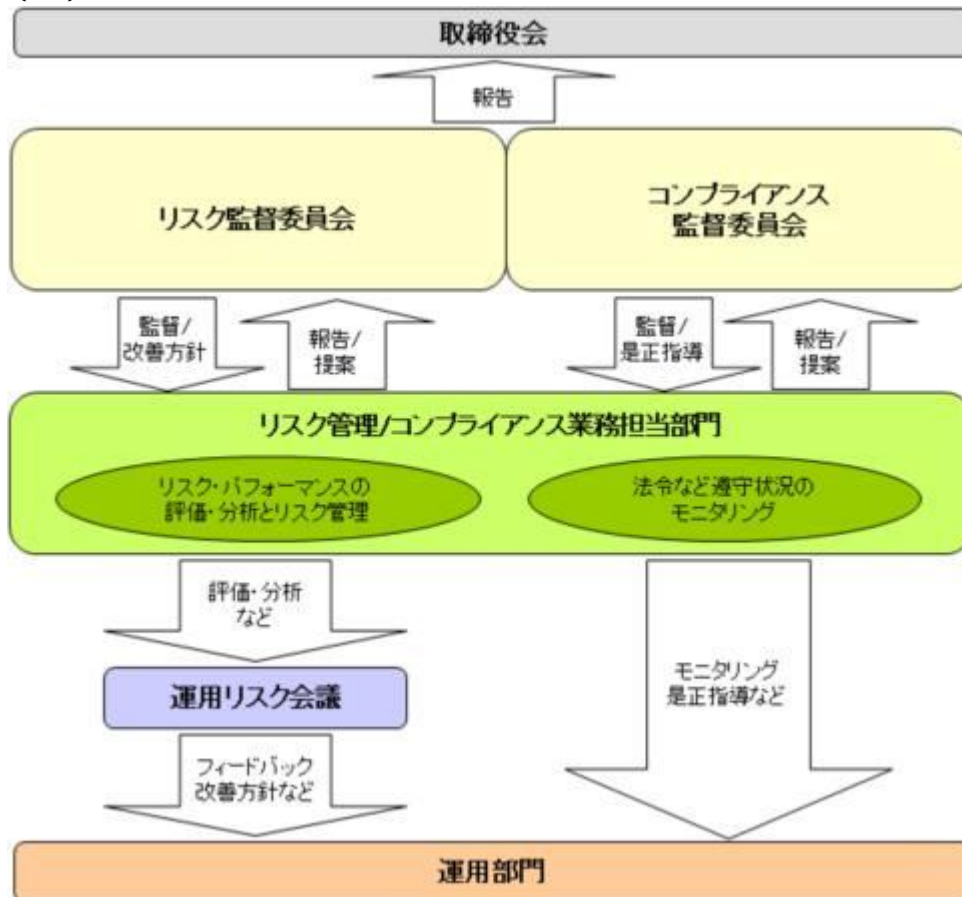 取締役会
報告
リスク監督委員会
コンプライアンス
監督委員会
監督/
改善方針
報告/
提案
監督/
是正指導
報告/
提案
リスク管理/コンプライアンス業務担当部門
リスク・パフォーマンスの
評価・分析とリスク管理
法令など遵守状況の
モニタリング
評価・分析
など
運用リスク会議
モニタリング
是正指導など
フィードバック
改善方針など
運用部門